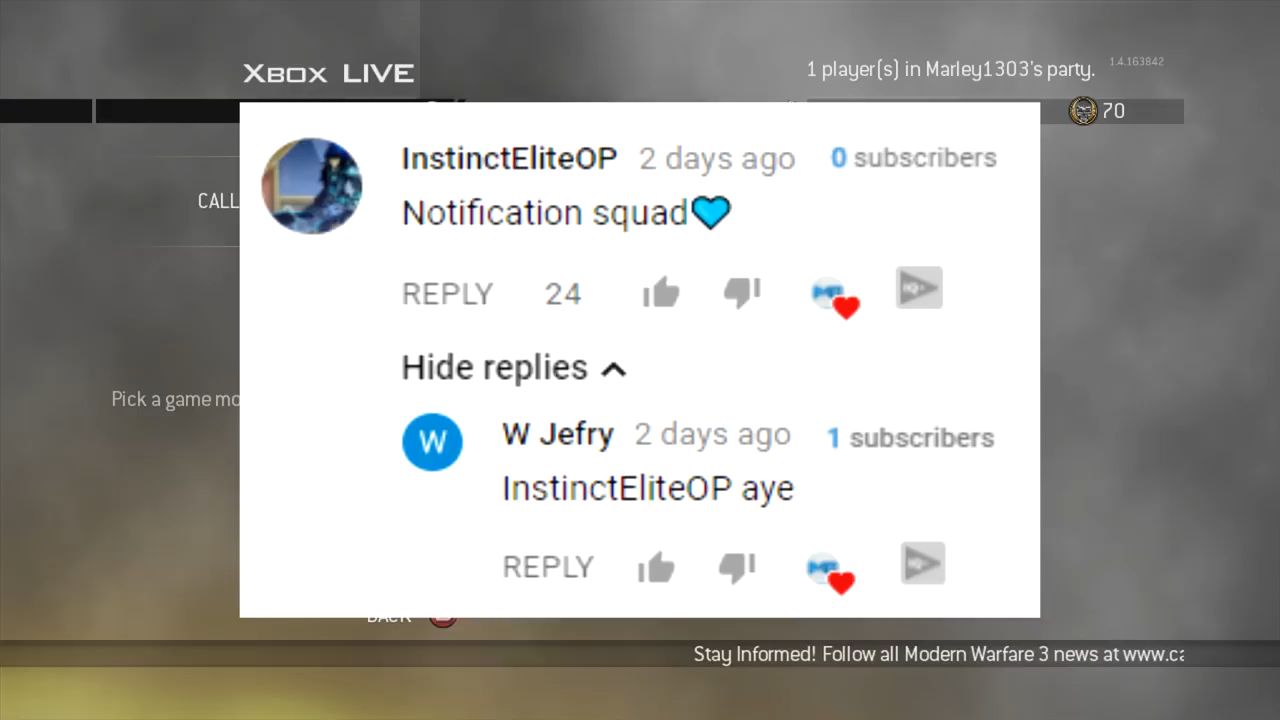 XBOX LIVE
1 player(s) in Marley1303's party.
1.4.163842
70
CALL
InstinctEliteOP 2 days ago 0 subscribers
Notification squad💙
REPLY 24
Hide replies
Pick a game mo
W
W Jefry 2 days ago 1 subscribers
InstinctEliteOP aye
REPLY
BACK
Stay Informed! Follow all Modern Warfare 3 news at www.ca